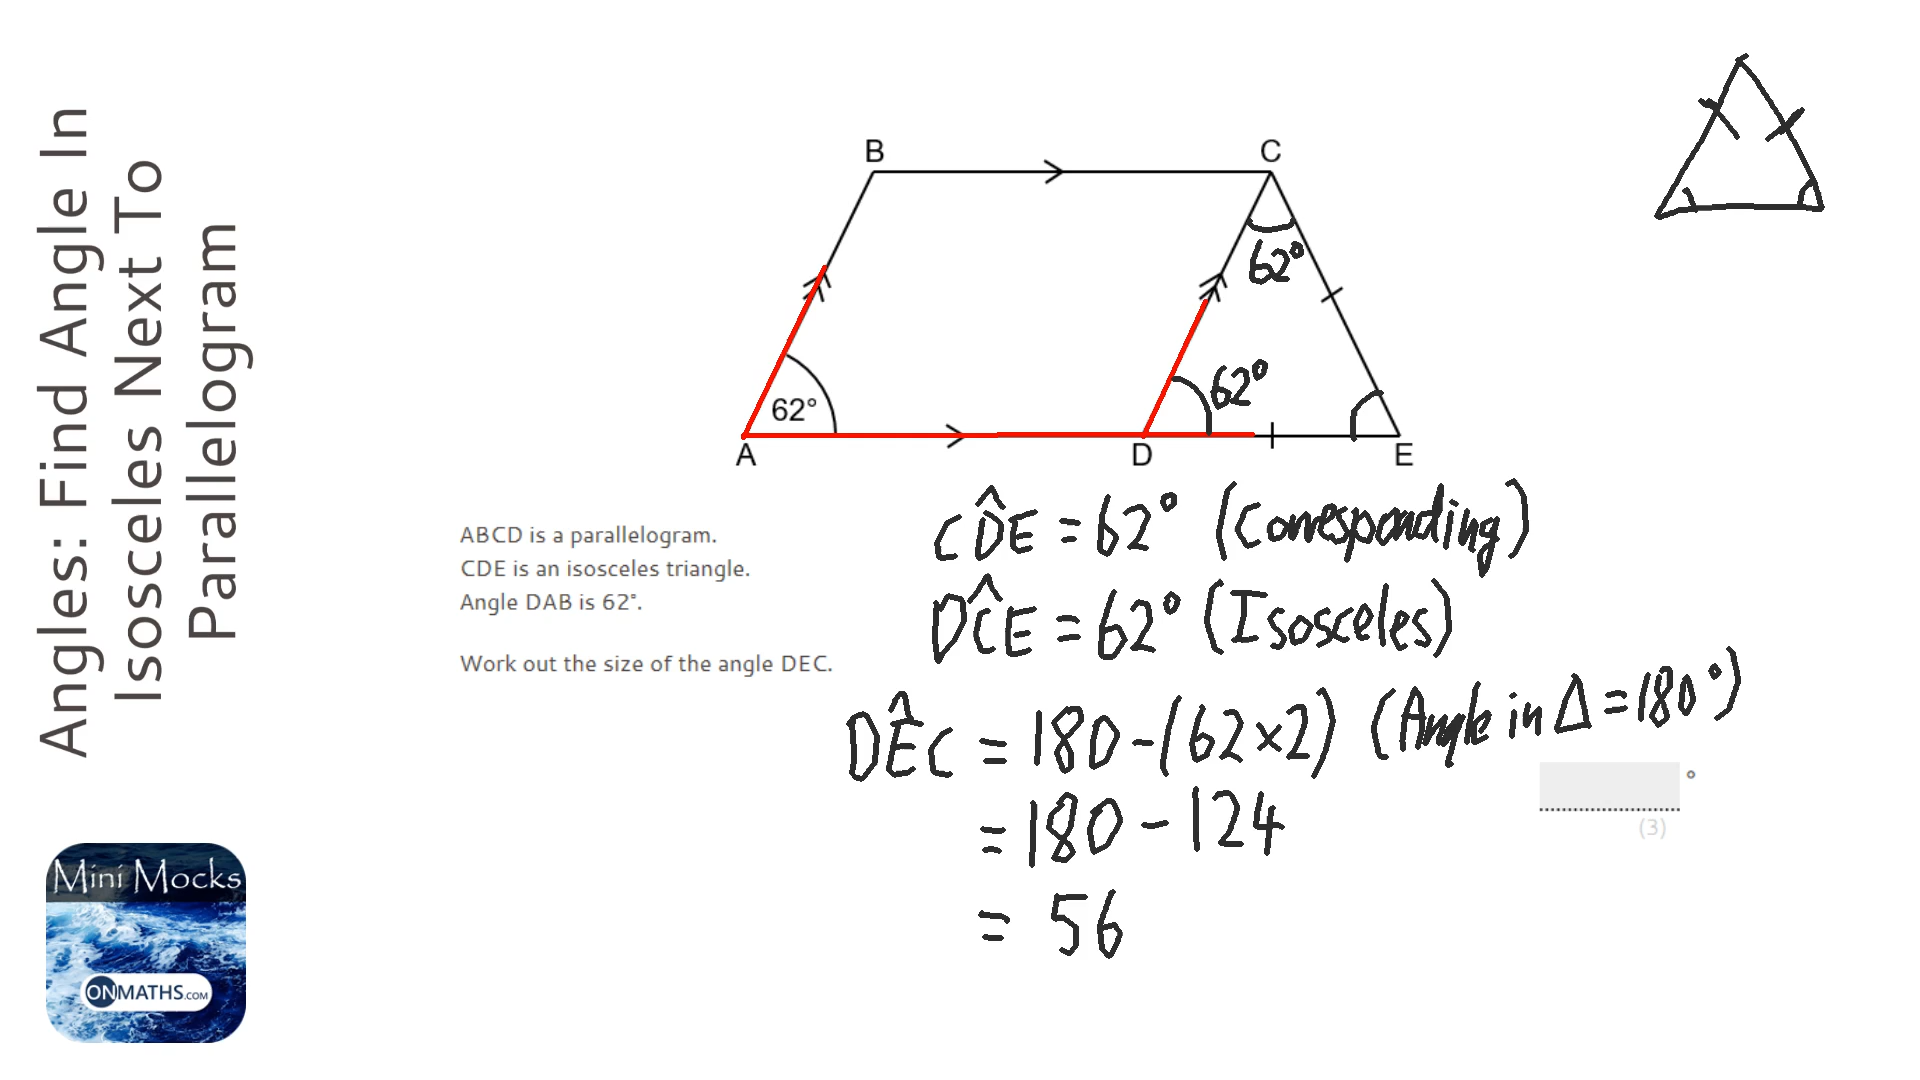 Angles: Find Angle In
Isosceles Next To
Parallelogram
B
C
62°
62°
62°
A
D
E
ABCD is a parallelogram.
CDE is an isosceles triangle.
Angle DAB is 62°.
Work out the size of the angle DEC.
CD̂E = 62° (Corresponding)
DĈE = 62° (Isosceles)
DÊC = 180 - (62×2) (Angle in Δ = 180°)
= 180 - 124
= 56
°
(3)
Mini Mocks
ONMATHS.COM